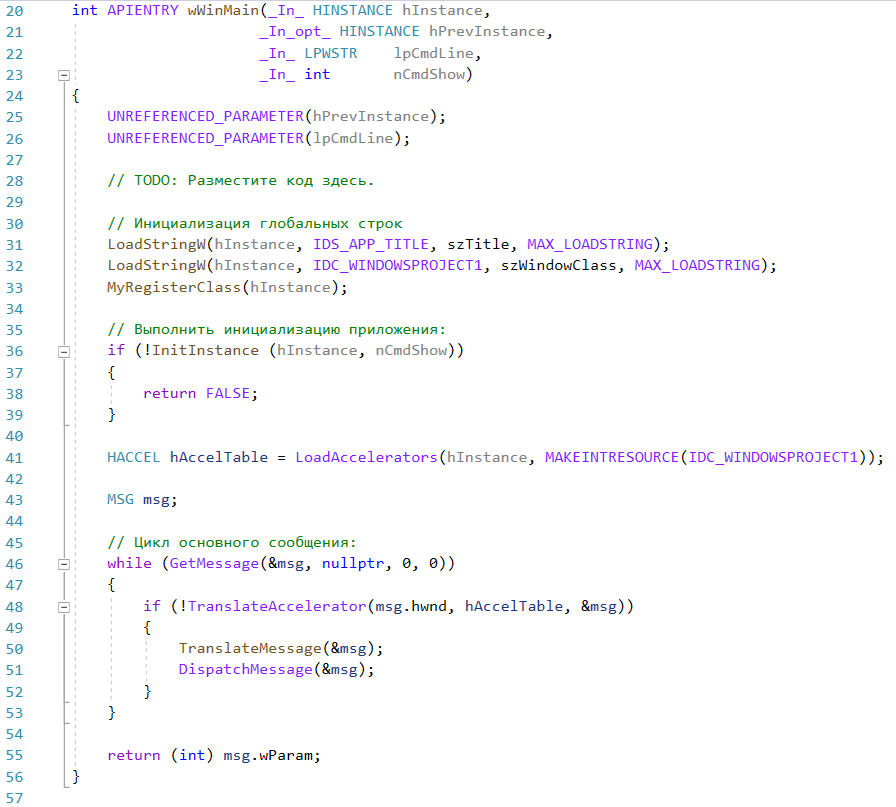 20 int APIENTRY wWinMain(_In_ HINSTANCE hInstance,
21                      _In_opt_ HINSTANCE hPrevInstance,
22                      _In_ LPWSTR    lpCmdLine,
23                      _In_ int       nCmdShow)
24 {
25     UNREFERENCED_PARAMETER(hPrevInstance);
26     UNREFERENCED_PARAMETER(lpCmdLine);
27
28     // TODO: Разместите код здесь.
29
30     // Инициализация глобальных строк
31     LoadStringW(hInstance, IDS_APP_TITLE, szTitle, MAX_LOADSTRING);
32     LoadStringW(hInstance, IDC_WINDOWSPROJECT1, szWindowClass, MAX_LOADSTRING);
33     MyRegisterClass(hInstance);
34
35     // Выполнить инициализацию приложения:
36     if (!InitInstance (hInstance, nCmdShow))
37     {
38         return FALSE;
39     }
40
41     HACCEL hAccelTable = LoadAccelerators(hInstance, MAKEINTRESOURCE(IDC_WINDOWSPROJECT1));
42
43     MSG msg;
44
45     // Цикл основного сообщения:
46     while (GetMessage(&msg, nullptr, 0, 0))
47     {
48         if (!TranslateAccelerator(msg.hwnd, hAccelTable, &msg))
49         {
50             TranslateMessage(&msg);
51             DispatchMessage(&msg);
52         }
53     }
54
55     return (int) msg.wParam;
56 }
57